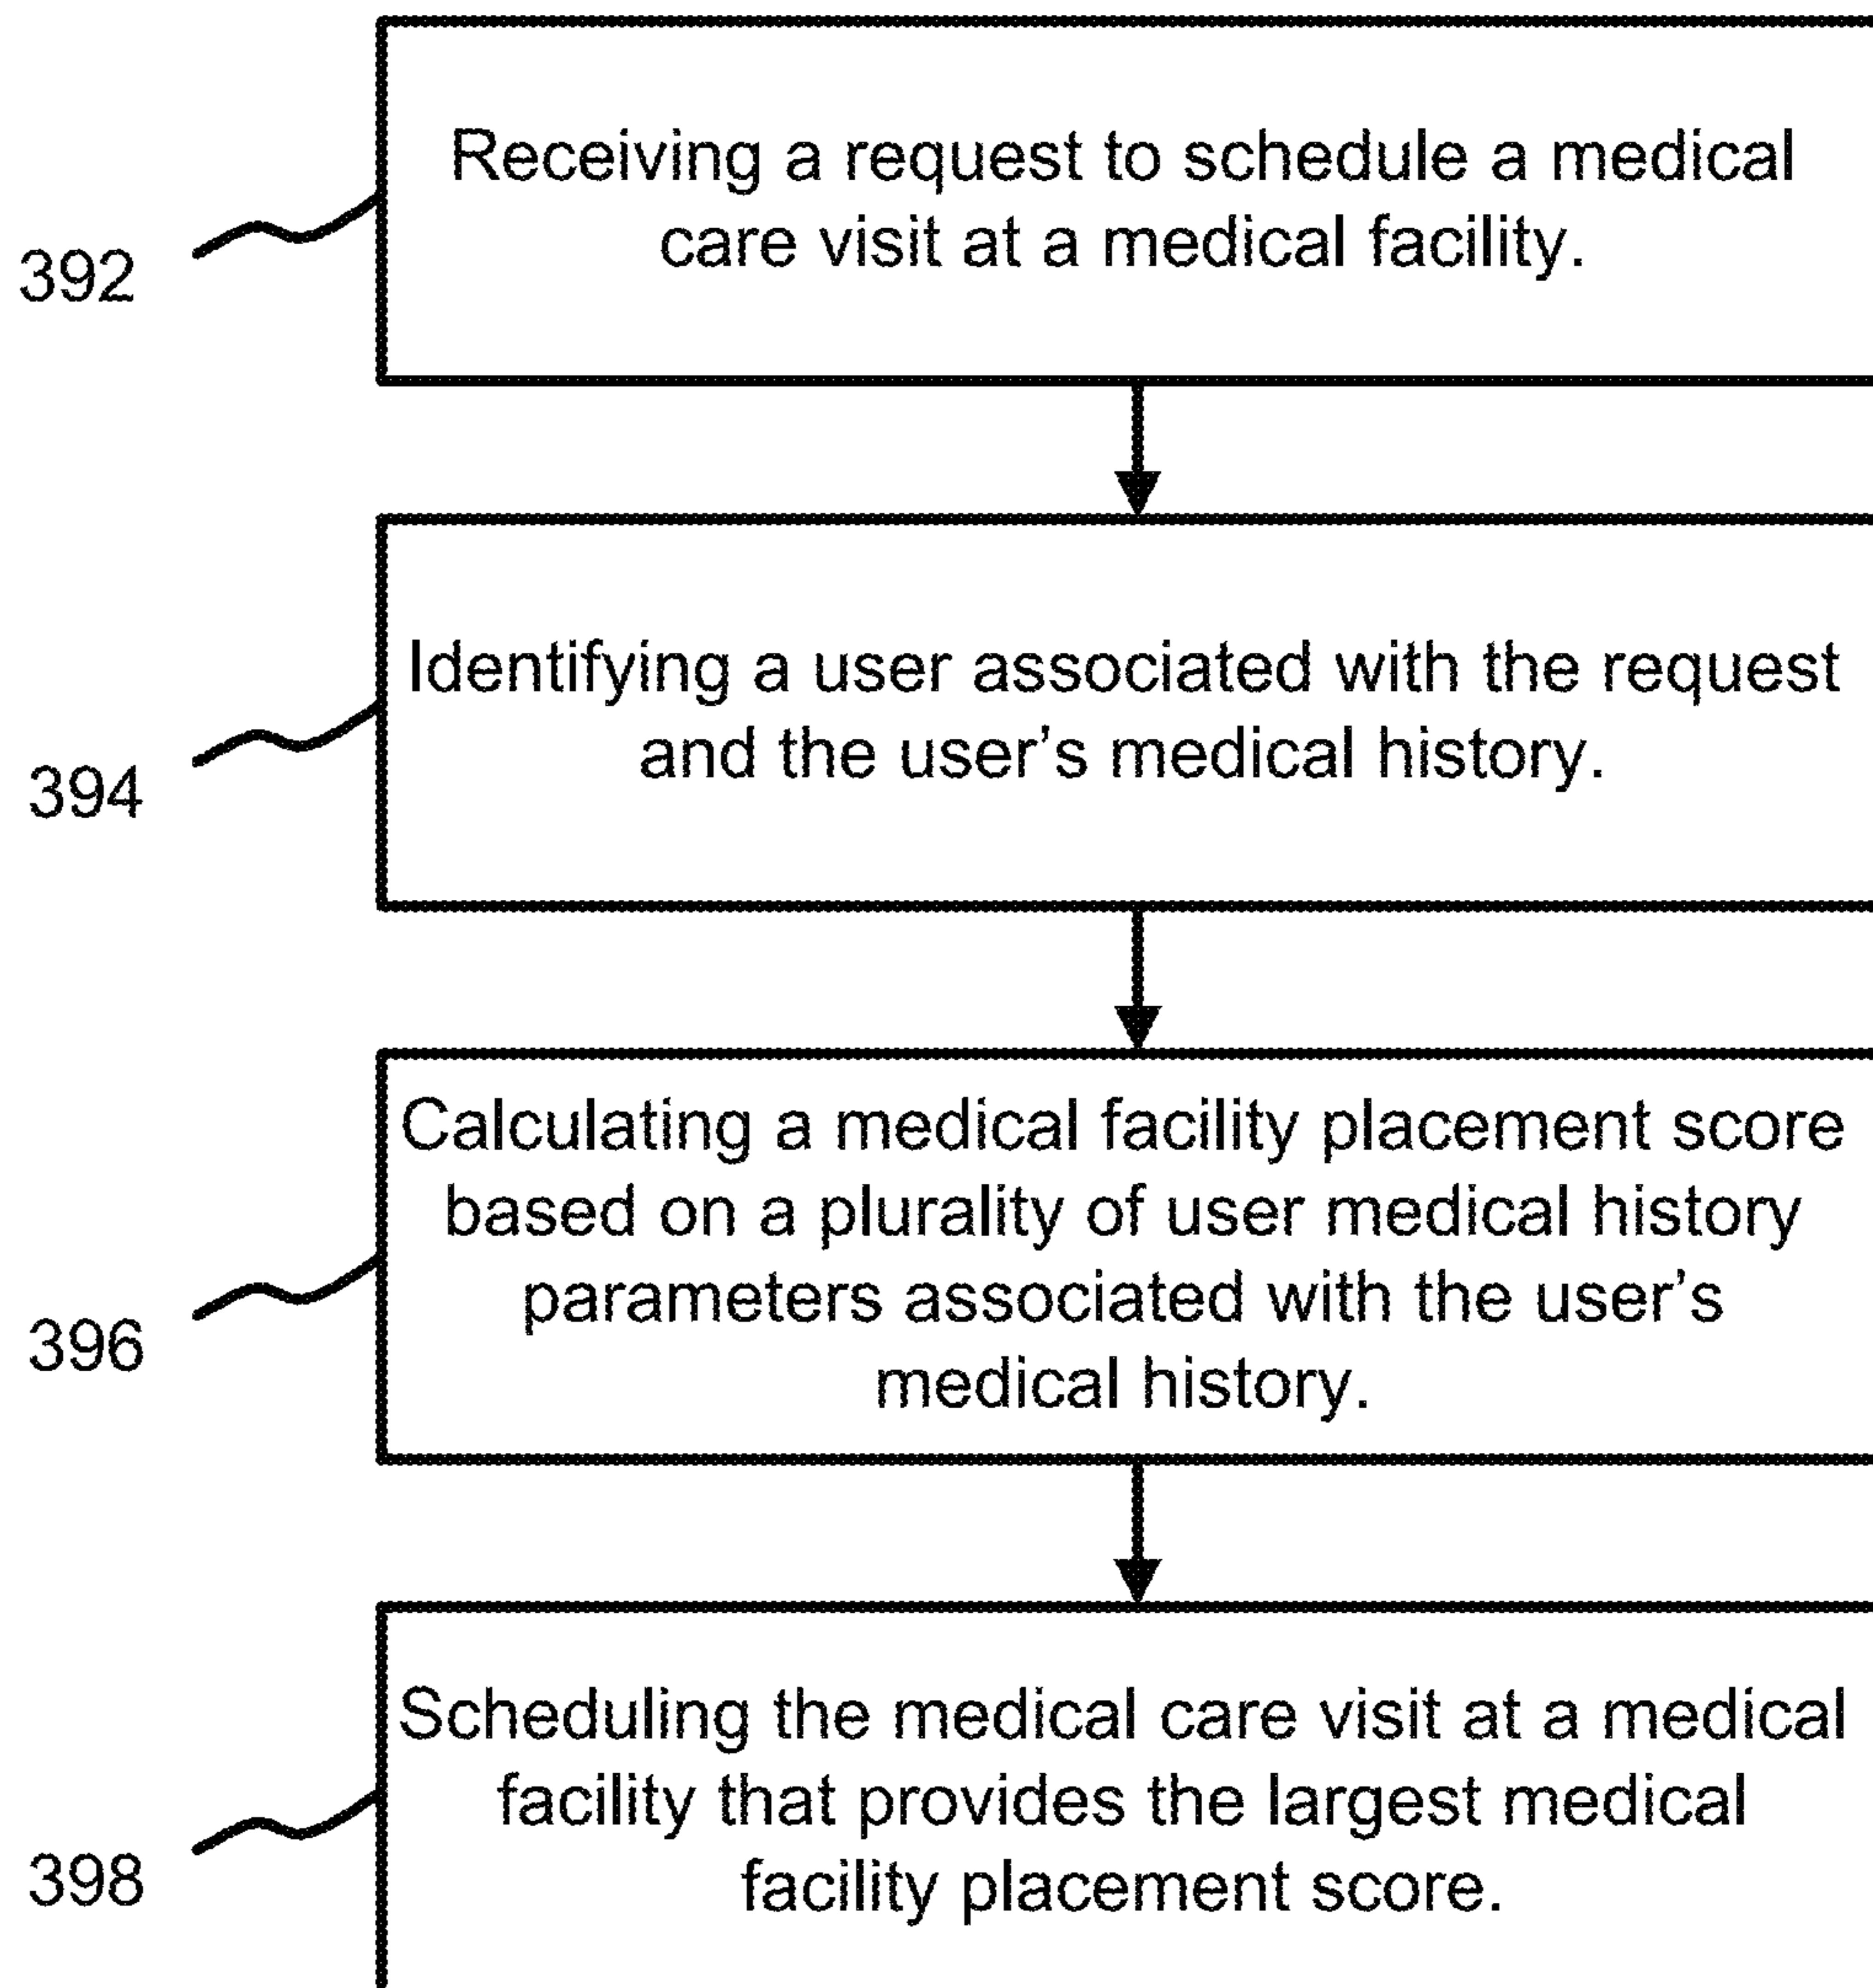 Receiving a request to schedule a medical
care visit at a medical facility.
392
Identifying a user associated with the request
and the user's medical history.
394
Calculating a medical facility placement score
based on a plurality of user medical history
parameters associated with the user's
medical history.
396
Scheduling the medical care visit at a medical
facility that provides the largest medical
facility placement score.
398